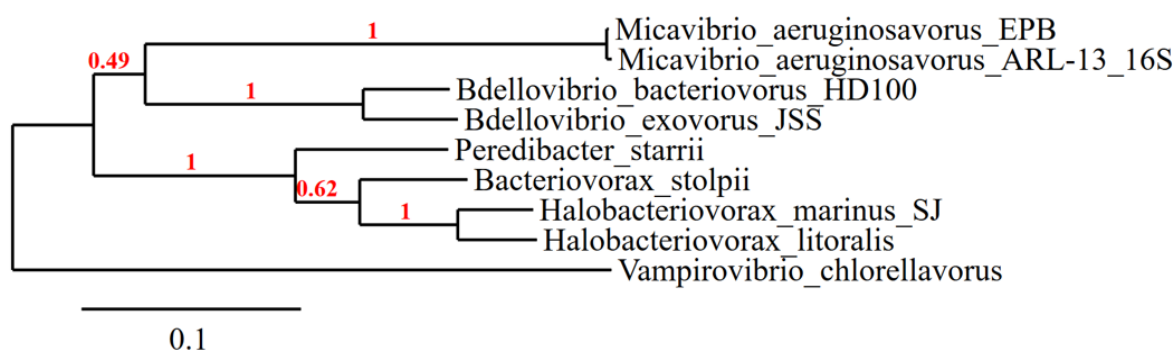 1
Micavibrio_aeruginosavorus_EPB
0.49
Micavibrio_aeruginosavorus_ARL-13_16S
1
Bdellovibrio_bacteriovorus_HD100
Bdellovibrio_exovorus_JSS
1
Peredibacter_starrii
0.62
Bacteriovorax_stolpii
1
Halobacteriovorax_marinus_SJ
Halobacteriovorax_litoralis
Vampirovibrio_chlorellavorus
0.1